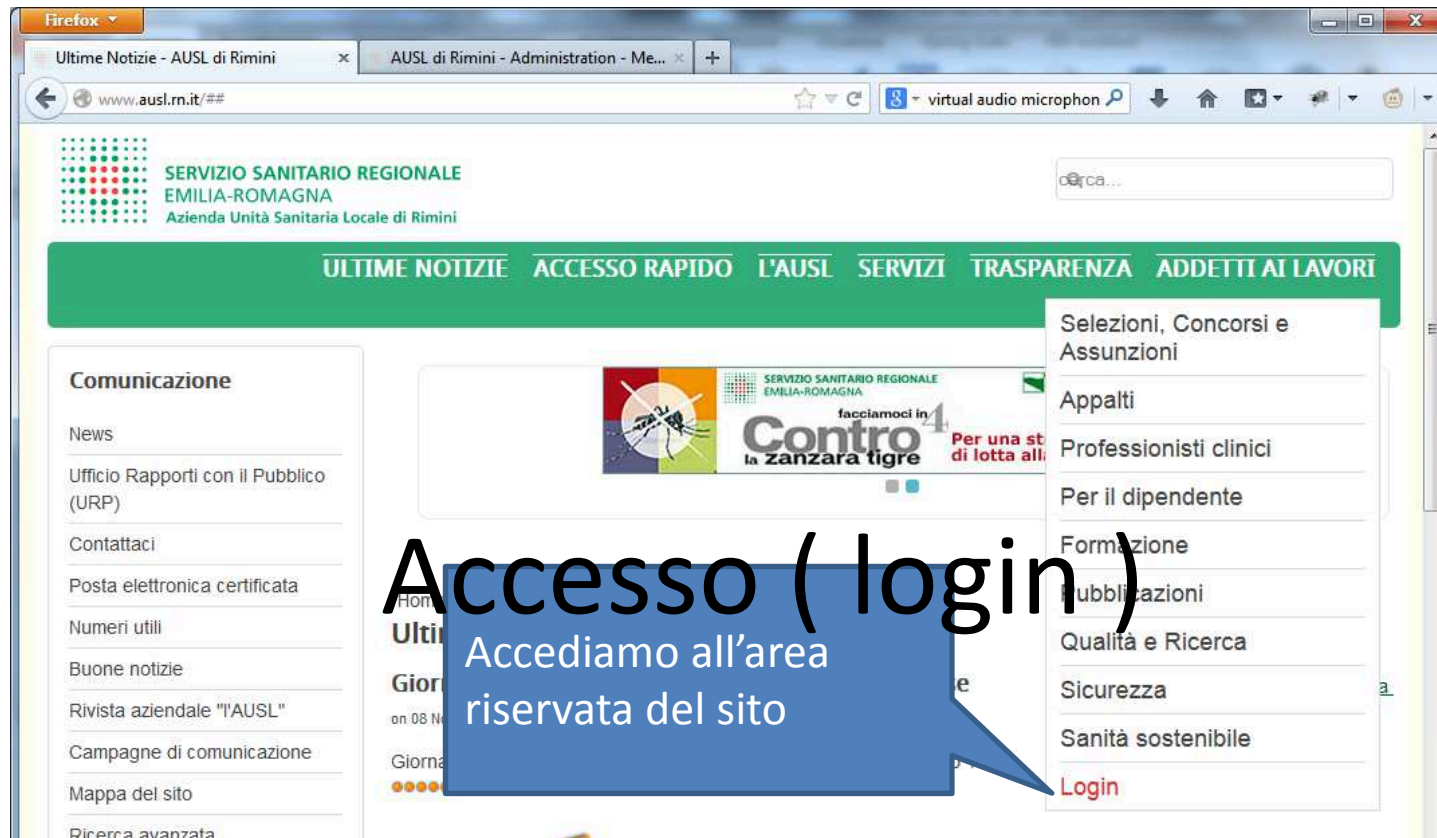 Firefox
Ultime Notizie - AUSL di Rimini
AUSL di Rimini - Administration - Me...
www.ausl.rn.it/##
virtual audio microphon
SERVIZIO SANITARIO REGIONALE
EMILIA-ROMAGNA
Azienda Unità Sanitaria Locale di Rimini
cerca...
ULTIME NOTIZIE ACCESSO RAPIDO L'AUSL SERVIZI TRASPARENZA ADDETTI AI LAVORI
Selezioni, Concorsi e
Assunzioni
Appalti
Professionisti clinici
Per il dipendente
Formazione
Pubblicazioni
Qualità e Ricerca
Sicurezza
Sanità sostenibile
Login
Comunicazione
News
Ufficio Rapporti con il Pubblico
(URP)
Contattaci
Posta elettronica certificata
Numeri utili
Buone notizie
Rivista aziendale "l'AUSL"
Campagne di comunicazione
Mappa del sito
Ricerca avanzata
SERVIZIO SANITARIO REGIONALE
EMILIA-ROMAGNA
facciamoci in 4
Contro
la zanzara tigre
Per una st
di lotta all
Accesso ( login )
Accediamo all'area
riservata del sito
Hom
Ulti
Gior
on 08 N
Giorna